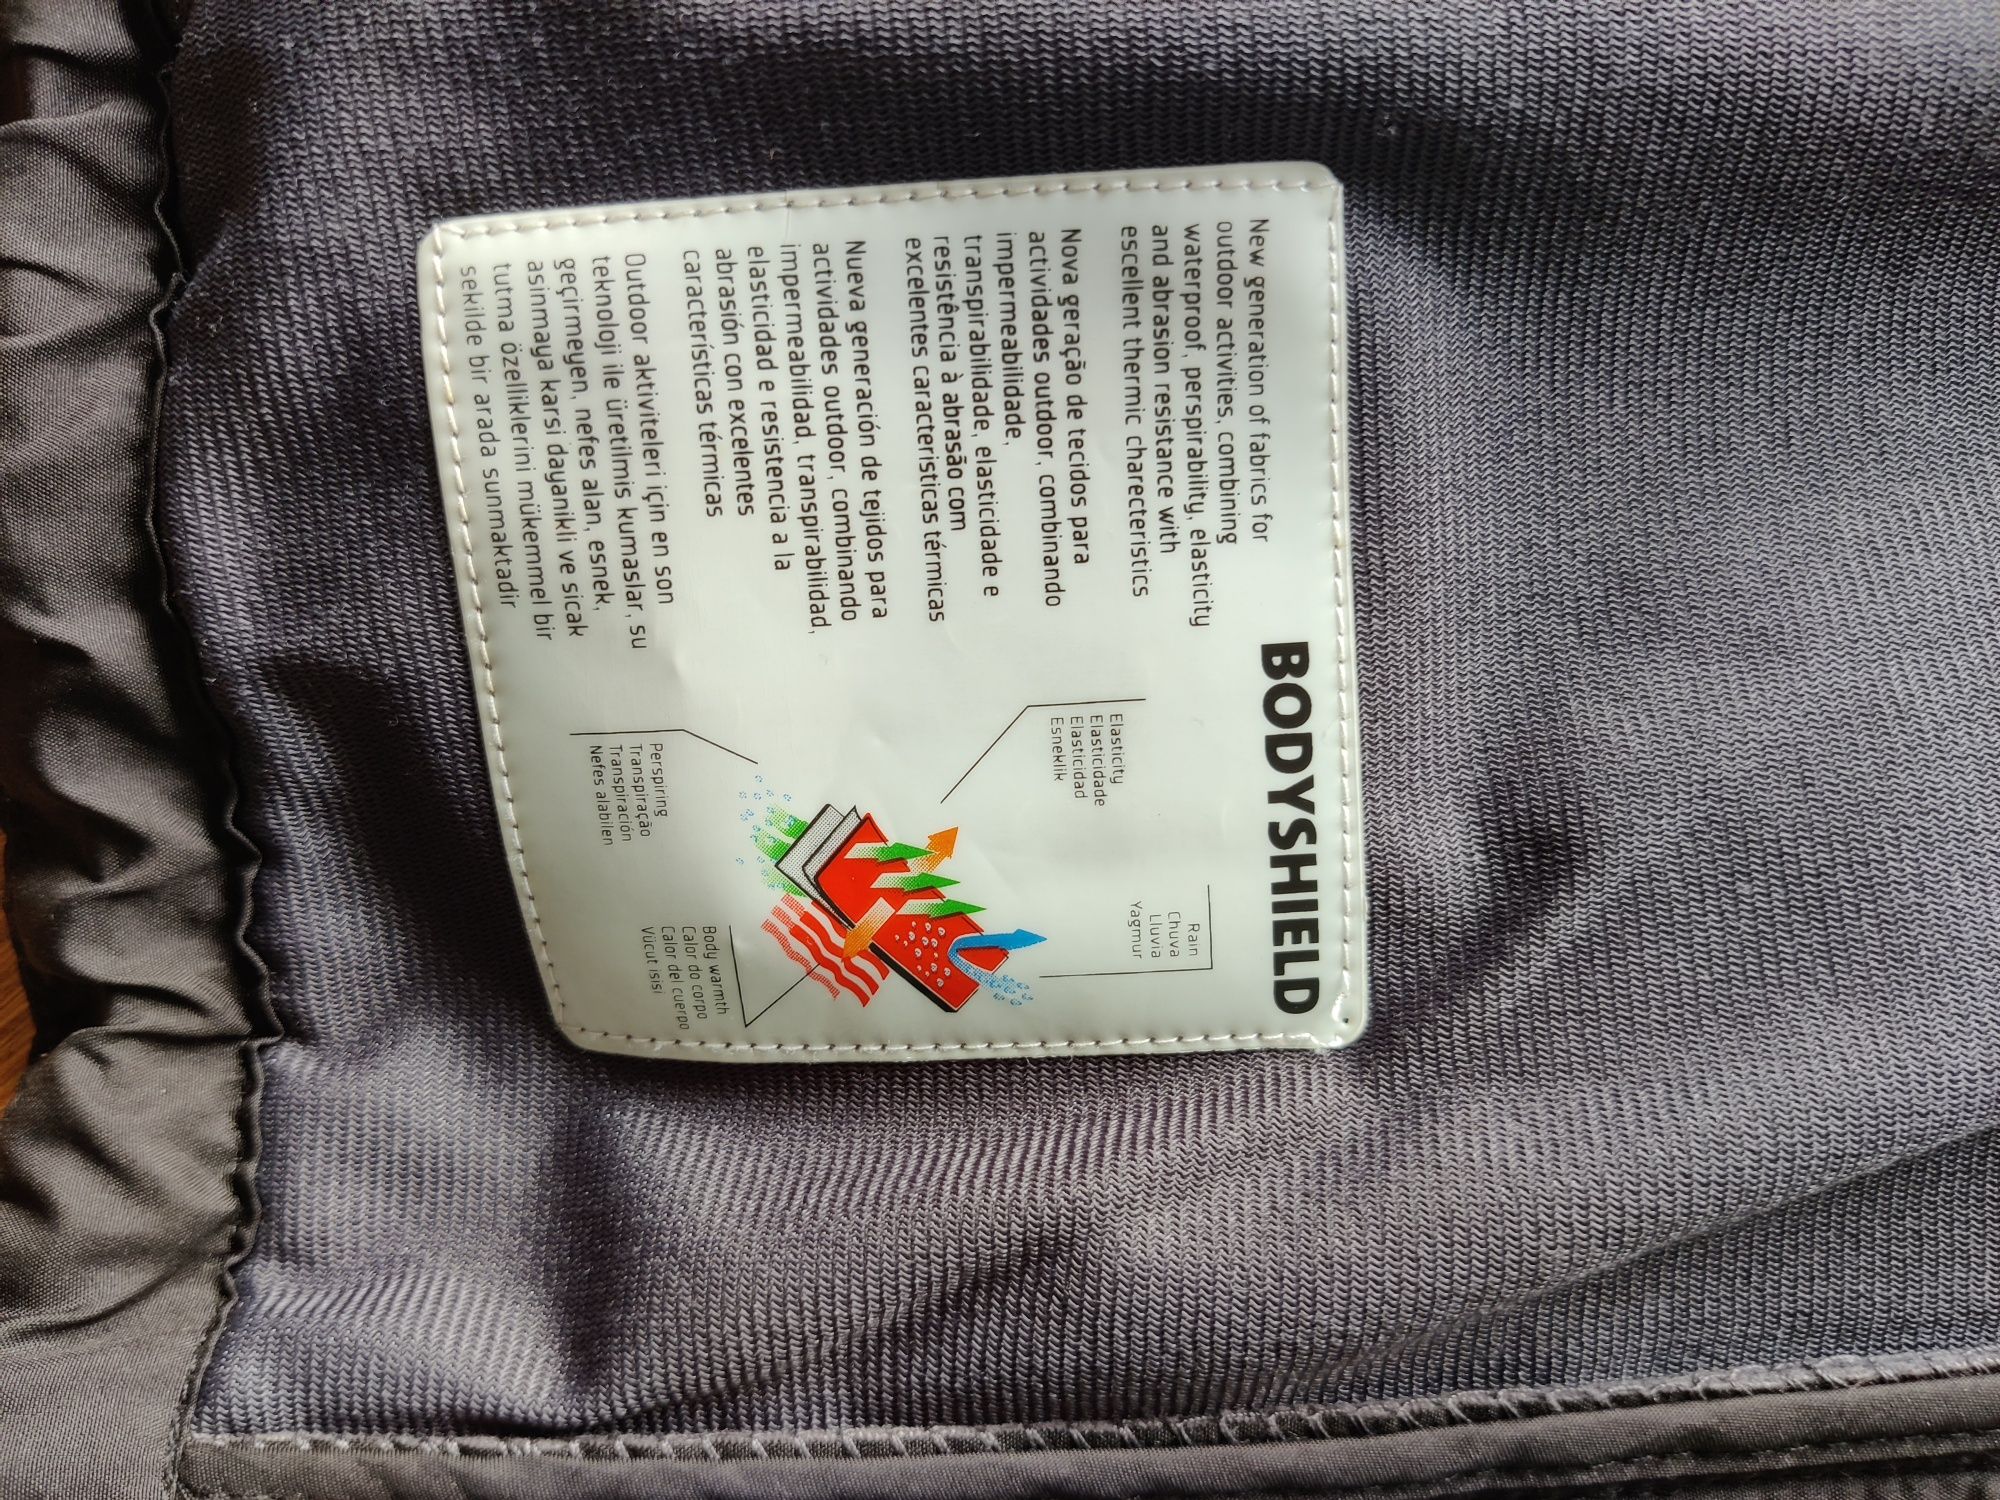 BODYSHIELD
New generation of fabrics for
outdoor activities, combining
waterproof, perspirability, elasticity
and abrasion resistance with
escellent thermic charecteristics
Nova geração de tecidos para
actividades outdoor, combinando
impermeabilidade,
transpirabilidade, elasticidade e
resistência à abrasão com
excelentes caracteristicas térmicas
Nueva generación de tejidos para
actividades outdoor, combinando
impermeabilidad, transpirabilidad,
elasticidad e resistencia a la
abrasión con excelentes
características térmicas
Outdoor aktiviteleri için en son
teknoloji ile üretilmis kumaslar, su
geçirmeyen, nefes alan, esnek,
asinmaya karsi dayanikli ve sicak
tutma özelliklerini mükemmel bir
sekilde bir arada sunmaktadir
Rain
Chuva
Lluvia
Yagmur
Elasticity
Elasticidade
Elasticidad
Esneklik
Body warmth
Calor do corpo
Calor del cuerpo
Vücut isisi
Perspiring
Transpiração
Transpiración
Nefes alabilen